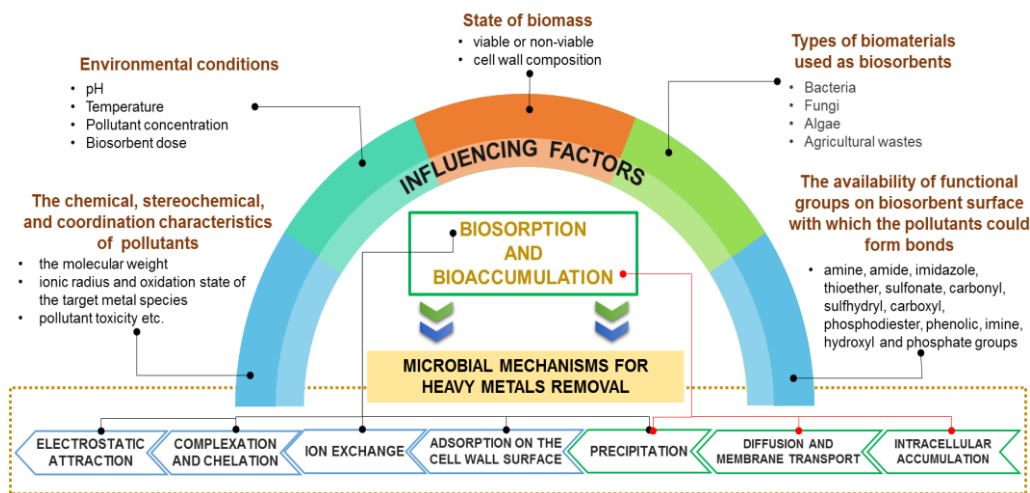 State of biomass
• viable or non-viable
• cell wall composition
Environmental conditions
• pH
• Temperature
• Pollutant concentration
• Biosorbent dose
Types of biomaterials
used as biosorbents
• Bacteria
• Fungi
• Algae
• Agricultural wastes
The chemical, stereochemical,
and coordination characteristics
of pollutants
• the molecular weight
• ionic radius and oxidation state of
the target metal species
• pollutant toxicity etc.
The availability of functional
groups on biosorbent surface
with which the pollutants could
form bonds
• amine, amide, imidazole,
thioether, sulfonate, carbonyl,
sulfhydryl, carboxyl,
phosphodiester, phenolic, imine,
hydroxyl and phosphate groups
INFLUENCING FACTORS
BIOSORPTION
AND
BIOACCUMULATION
MICROBIAL MECHANISMS FOR
HEAVY METALS REMOVAL
ELECTROSTATIC
ATTRACTION
COMPLEXATION
AND CHELATION
ION EXCHANGE
ADSORPTION ON THE
CELL WALL SURFACE
PRECIPITATION
DIFFUSION AND
MEMBRANE TRANSPORT
INTRACELLULAR
ACCUMULATION